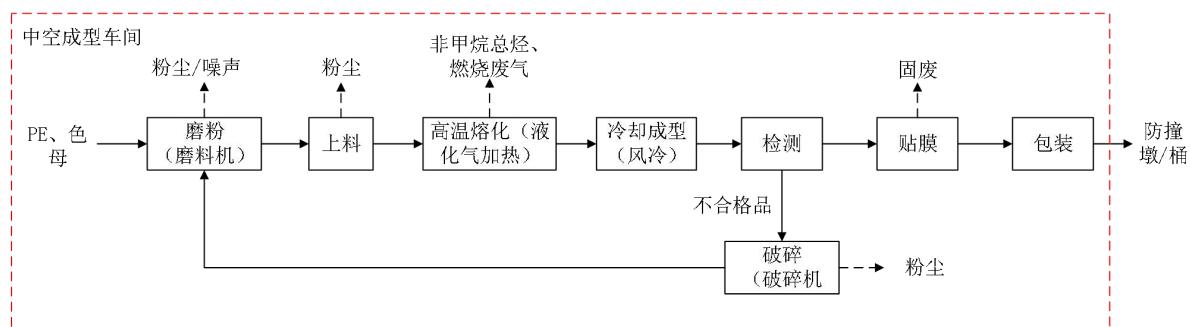 中空成型车间
粉尘/噪声
粉尘
非甲烷总烃、
燃烧废气
固废
PE、色
母
磨粉
（磨料机）
上料
高温熔化（液
化气加热）
冷却成型
（风冷）
检测
贴膜
包装
防撞
墩/桶
不合格品
破碎
（破碎机
粉尘